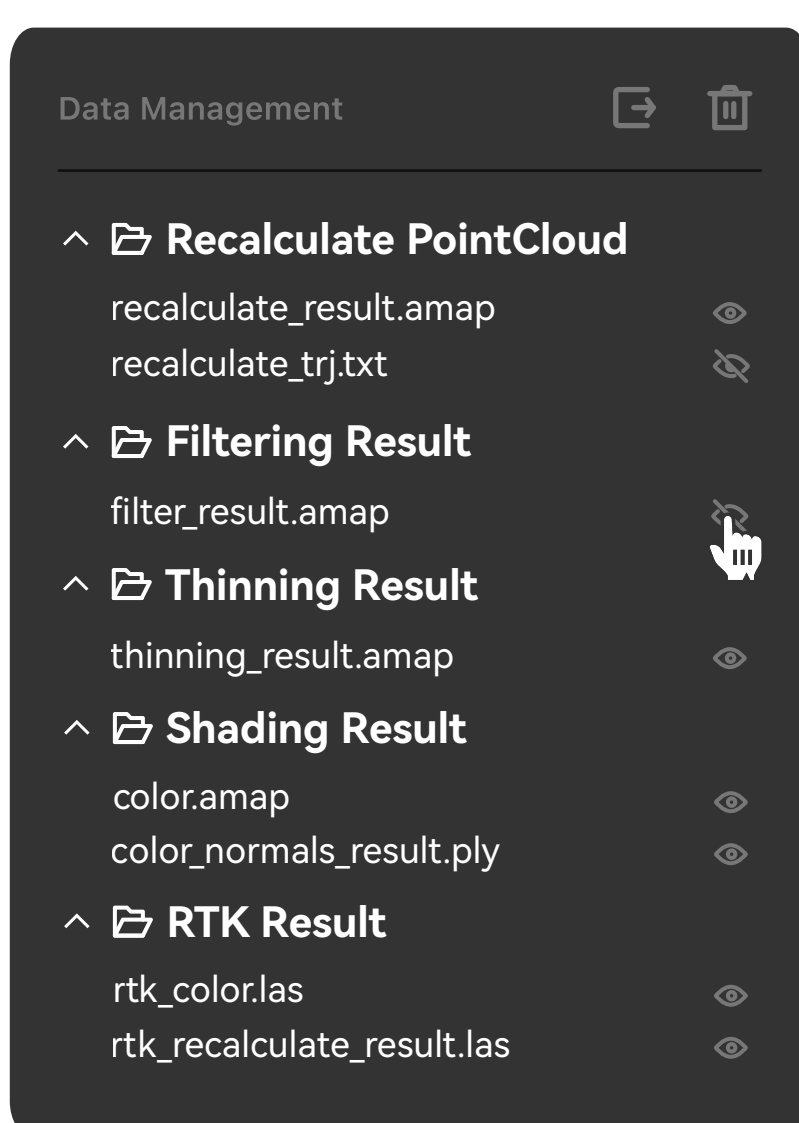 Data Management
Recalculate PointCloud
recalculate_result.amap
recalculate_trj.txt
Filtering Result
filter_result.amap
Thinning Result
thinning_result.amap
Shading Result
color.amap
color_normals_result.ply
RTK Result
rtk_color.las
rtk_recalculate_result.las